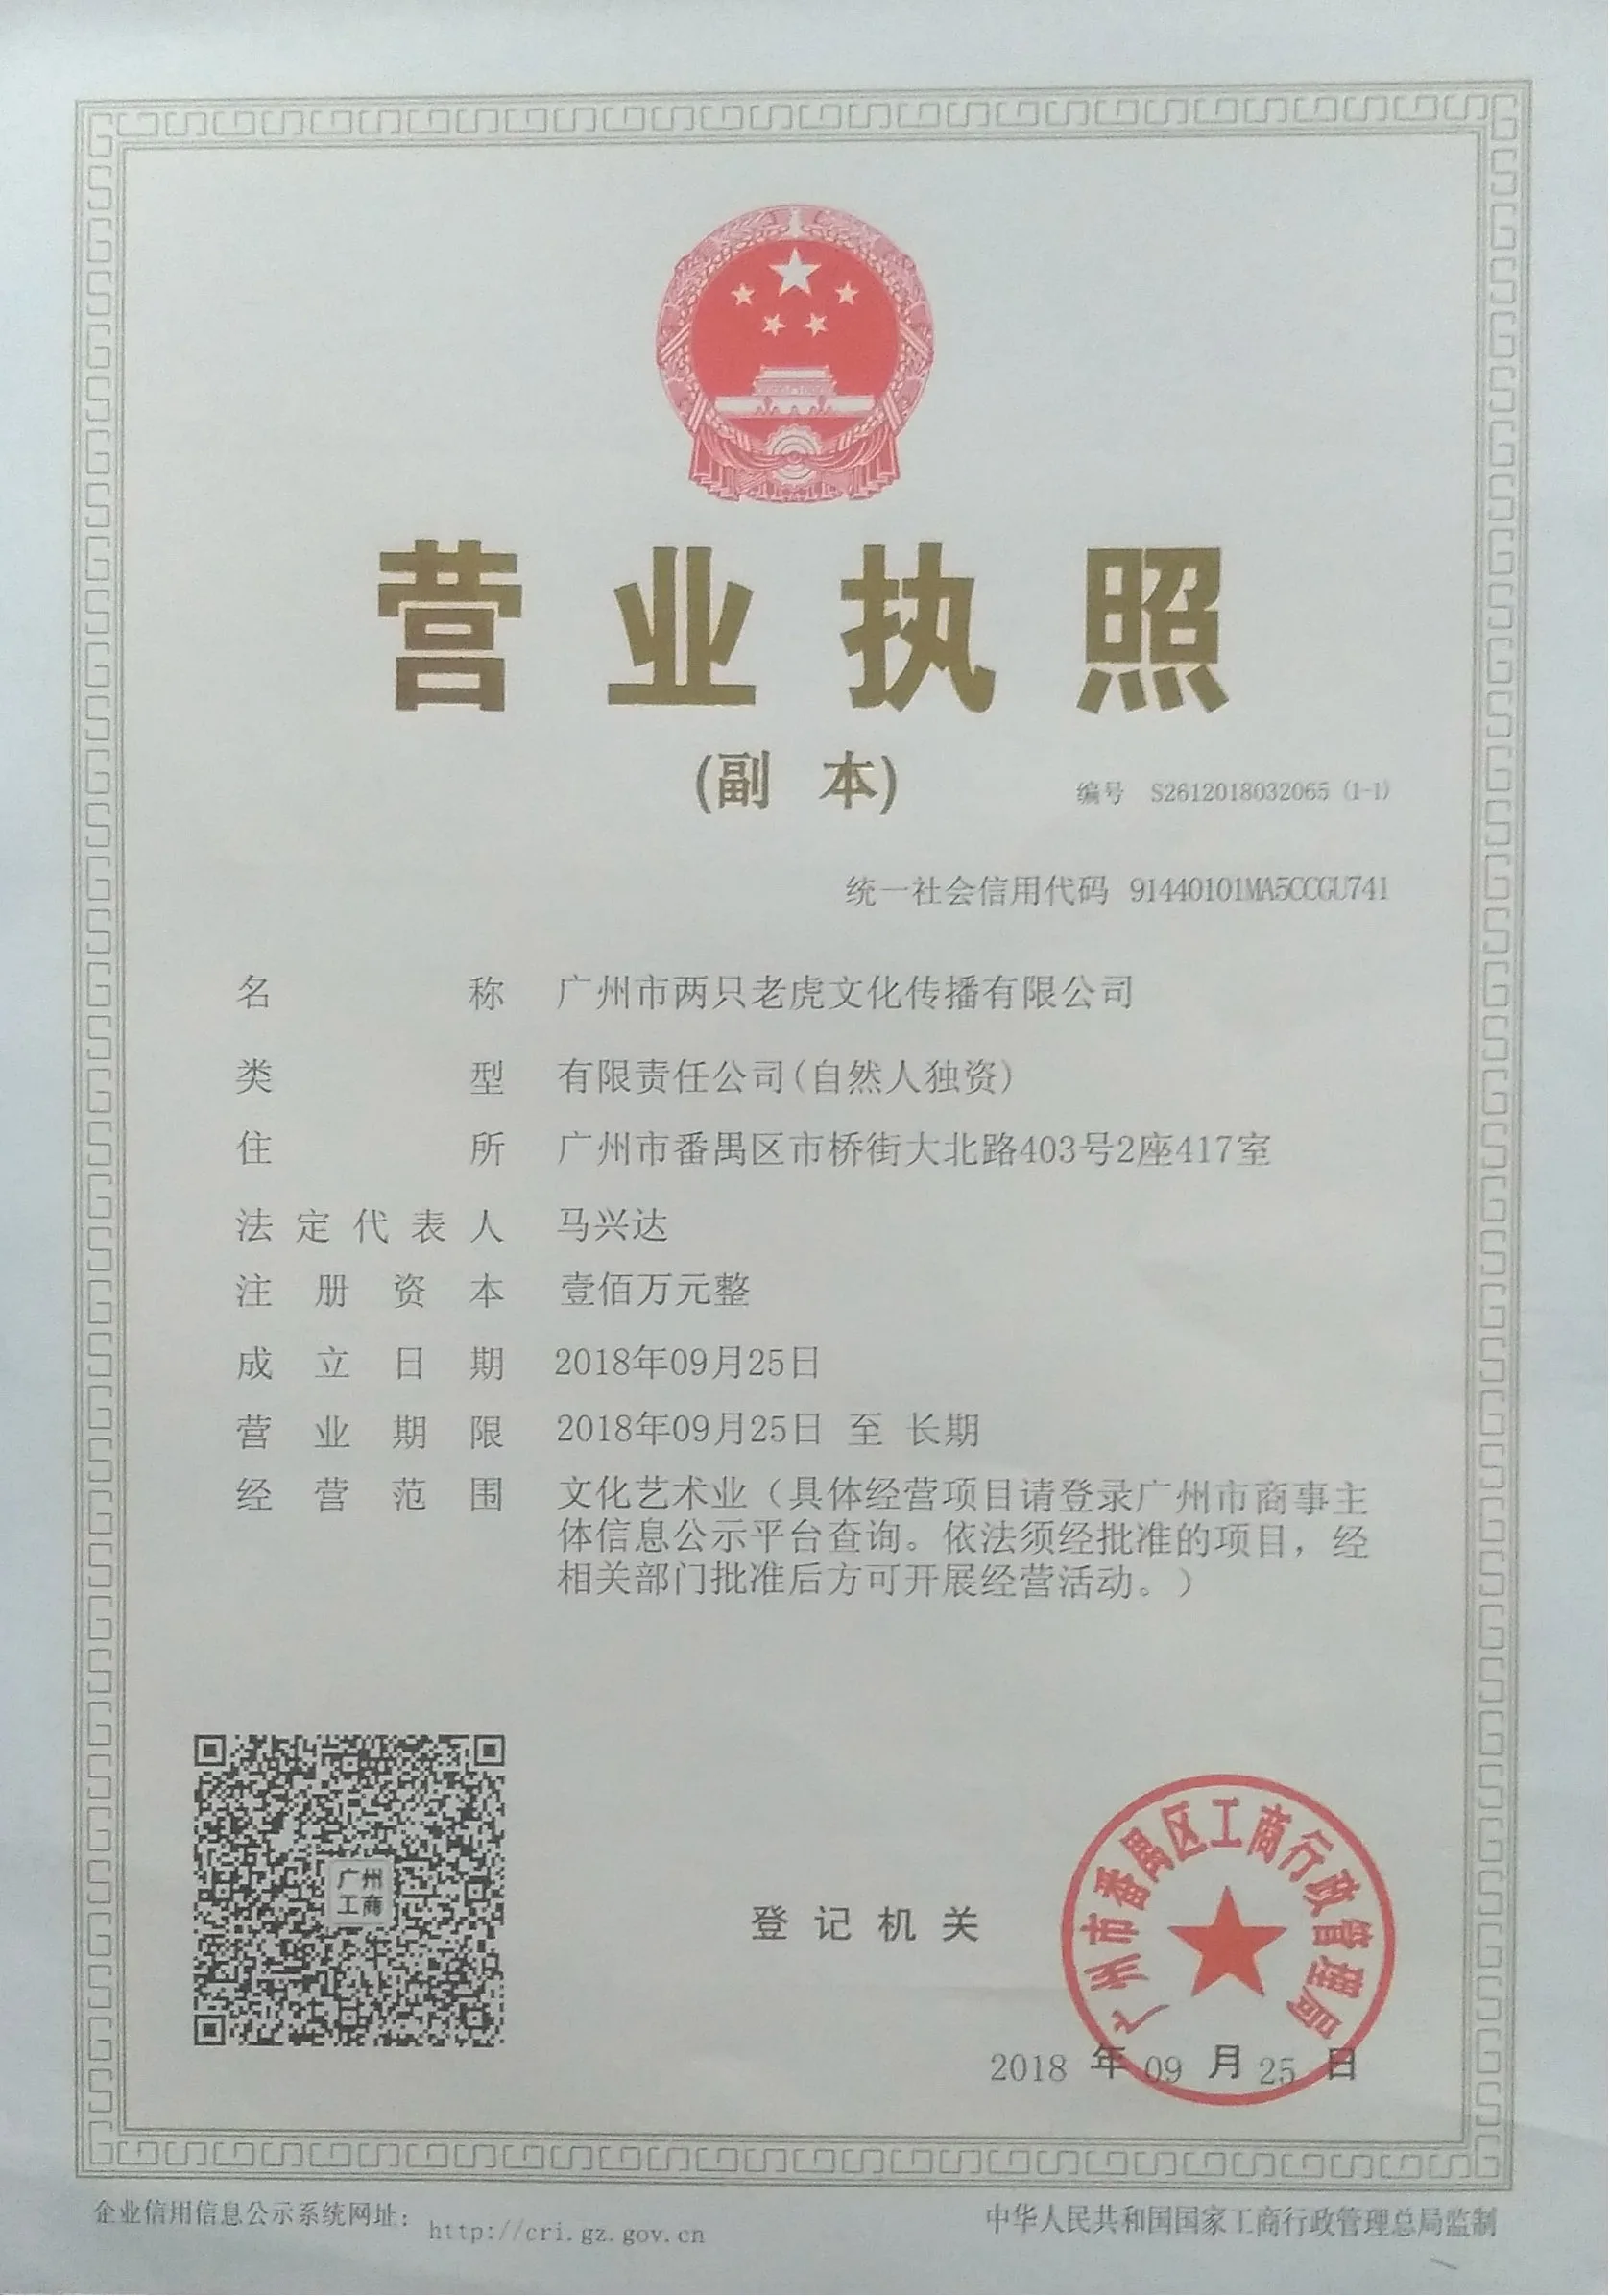 营业执照
(副 本)
编号 S2612018032065 (1-1)
统一社会信用代码 91440101MA5CCGU741
名 称 广州市两只老虎文化传播有限公司
类 型 有限责任公司(自然人独资)
住 所 广州市番禺区市桥街大北路403号2座417室
法定代表人 马兴达
注册资本 壹佰万元整
成立日期 2018年09月25日
营业期限 2018年09月25日 至 长期
经营范围 文化艺术业（具体经营项目请登录广州市商事主
体信息公示平台查询。依法须经批准的项目，经
相关部门批准后方可开展经营活动。）
广州
工商
登记机关
广州市番禺区工商行政管理局
2018 年 09 月 25 日
企业信用信息公示系统网址： http://cri.gz.gov.cn
中华人民共和国国家工商行政管理总局监制